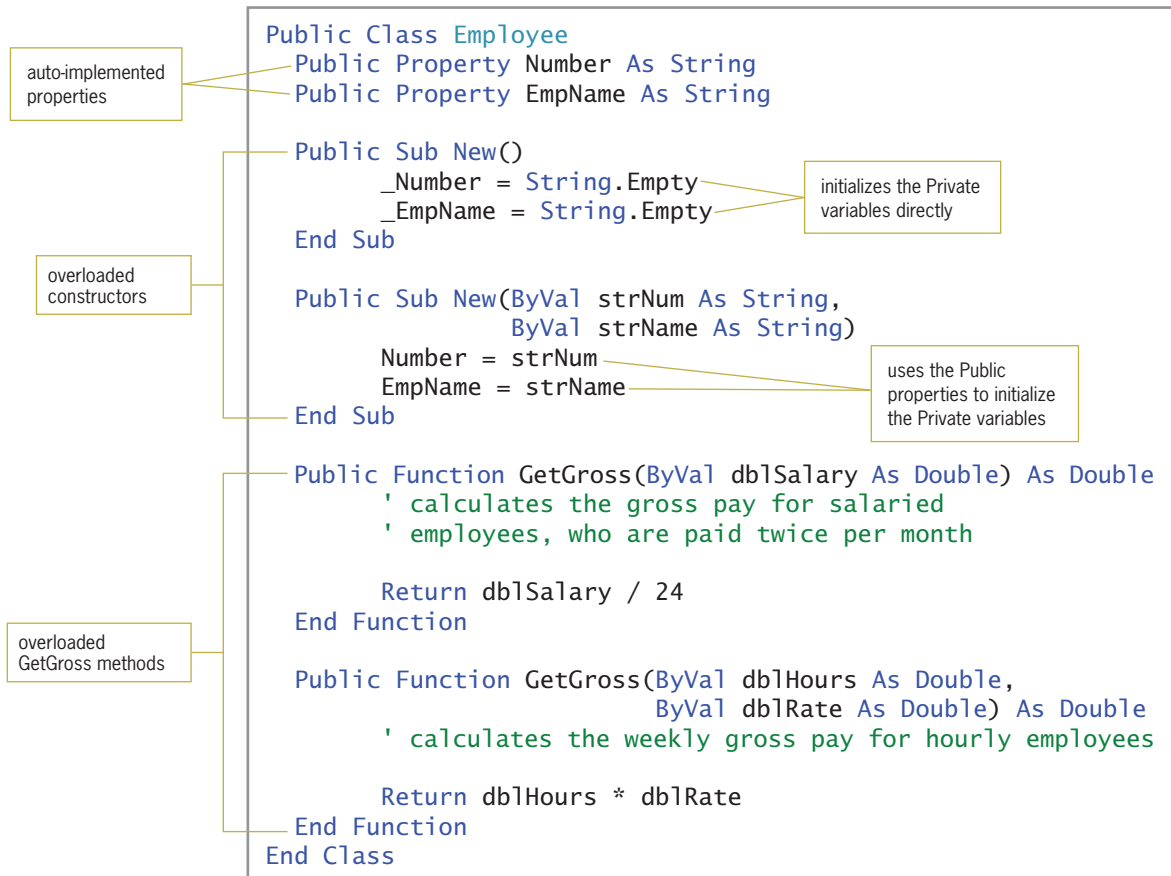 Public Class Employee
Public Property Number As String
Public Property EmpName As String
auto-implemented
properties
Public Sub New()
_Number = String.Empty
_EmpName = String.Empty
End Sub
initializes the Private
variables directly
overloaded
constructors
Public Sub New(ByVal strNum As String,
ByVal strName As String)
Number = strNum
EmpName = strName
End Sub
uses the Public
properties to initialize
the Private variables
Public Function GetGross(ByVal dblSalary As Double) As Double
' calculates the gross pay for salaried
' employees, who are paid twice per month
Return dblSalary / 24
End Function
overloaded
GetGross methods
Public Function GetGross(ByVal dblHours As Double,
ByVal dblRate As Double) As Double
' calculates the weekly gross pay for hourly employees
Return dblHours * dblRate
End Function
End Class